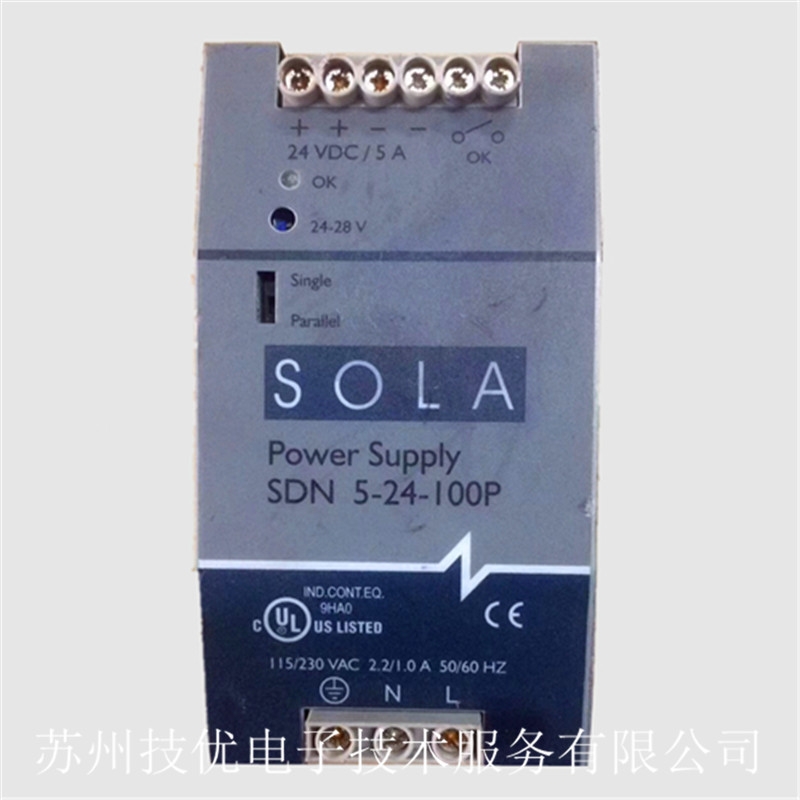 + + − −
24 VDC / 5 A
OK
OK
24-28 V
Single
Parallel
SOLA
Power Supply
SDN 5-24-100P
IND.CONT.EQ.
9HA0
C UL US LISTED
CE
115/230 VAC 2.2/1.0 A 50/60 HZ
N L
苏州技优电子技术服务有限公司